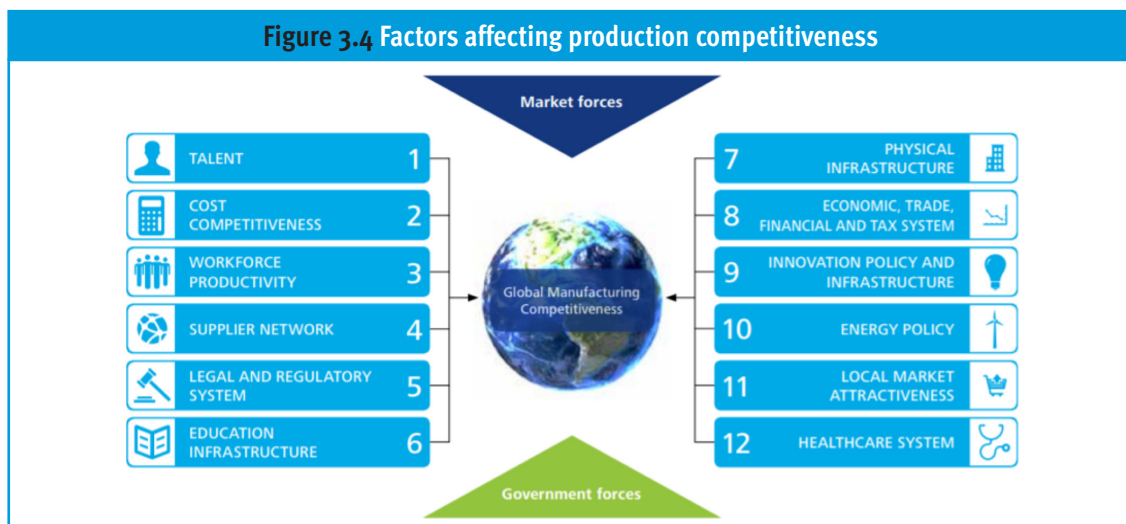 Figure 3.4 Factors affecting production competitiveness
Market forces
TALENT 1
COST
COMPETITIVENESS 2
WORKFORCE
PRODUCTIVITY 3
SUPPLIER NETWORK 4
LEGAL AND REGULATORY
SYSTEM 5
EDUCATION
INFRASTRUCTURE 6
Global Manufacturing
Competitiveness
7 PHYSICAL
INFRASTRUCTURE
8 ECONOMIC, TRADE,
FINANCIAL AND TAX SYSTEM
9 INNOVATION POLICY AND
INFRASTRUCTURE
10 ENERGY POLICY
11 LOCAL MARKET
ATTRACTIVENESS
12 HEALTHCARE SYSTEM
Government forces